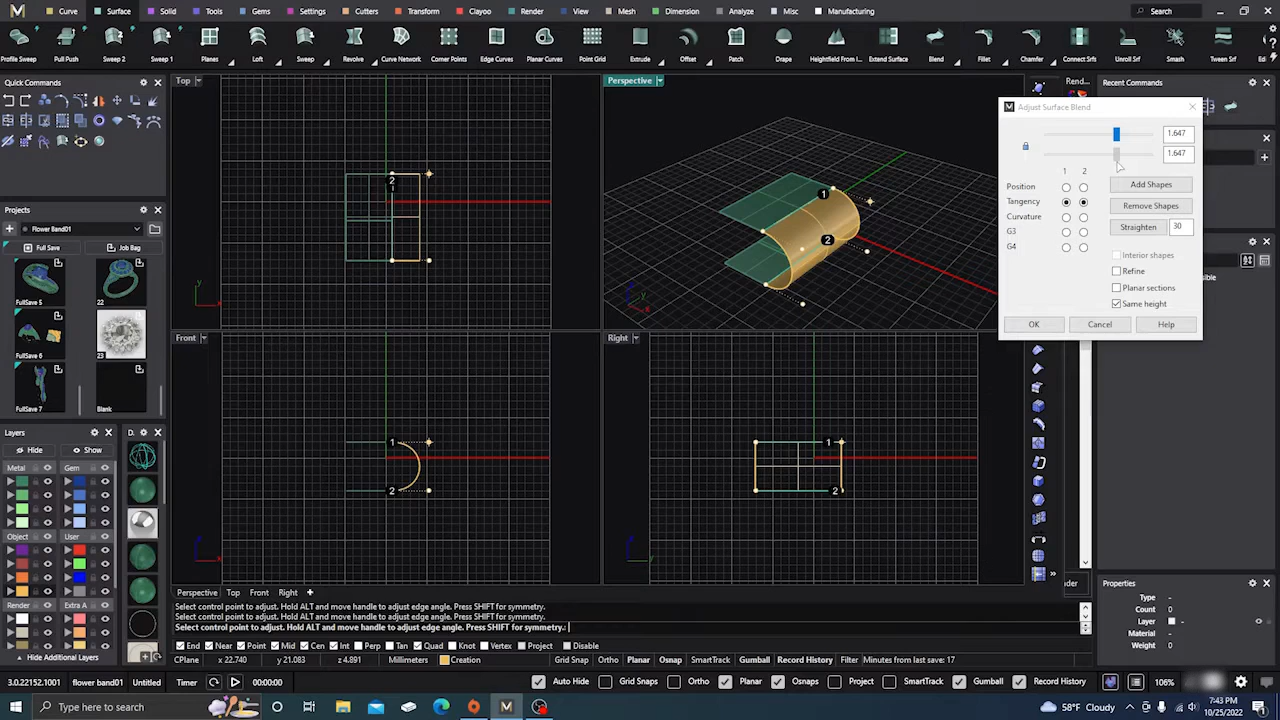 Curve Surface Solid Tools Gems Settings Cutters Transform Clayoo Render View Mesh Dimension Analyze Misc Manufacturing Search
Profile Sweep Pull Push Sweep 2 Sweep 1 Planes Loft Sweep Revolve Curve Network Corner Points Edge Curves Planar Curves Point Grid Extrude Offset Patch Drape Heightfield from I... Extend Surface Blend Fillet Chamfer Connect Srfs Unroll Srf Smash Tween Srf
Quick Commands
Top
Perspective
Rend...
Recent Commands
Adjust Surface Blend
1.647
1.647
1 2
Position
Tangency
Curvature
G3
G4
Add Shapes
Remove Shapes
Straighten 30
Interior shapes
Refine
Planar sections
Same height
OK Cancel Help
Projects
Flower Band01
Full Save Job Bag
FullSave 5 22
FullSave 6 23
FullSave 7 Blank
2
1
2
Front
1
2
Right
1
2
Layers D.
Hide Show
Metal Gem
Object User
Render Extra A
Hide Additional Layers
Perspective Top Front Right
Select control point to adjust. Hold ALT and move handle to adjust edge angle. Press SHIFT for symmetry.
Select control point to adjust. Hold ALT and move handle to adjust edge angle. Press SHIFT for symmetry.
Select control point to adjust. Hold ALT and move handle to adjust edge angle. Press SHIFT for symmetry.:
End Near Point Mid Cen Int Perp Tan Quad Knot Vertex Project Disable
CPlane x 22.740 y 21.083 z 4.891 Millimeters Creation Grid Snap Ortho Planar Osnap SmartTrack Gumball Record History Filter Minutes from last save: 17
Properties
Type -
Count 0
Layer -
Material -
Weight 0
3.0.22152.1001 flower band01 Untitled Timer 00:00:00 Auto Hide Grid Snaps Ortho Planar Osnaps Project SmartTrack Gumball Record History 106%
Type here to search
58°F Cloudy
7:43 PM
10/25/2022